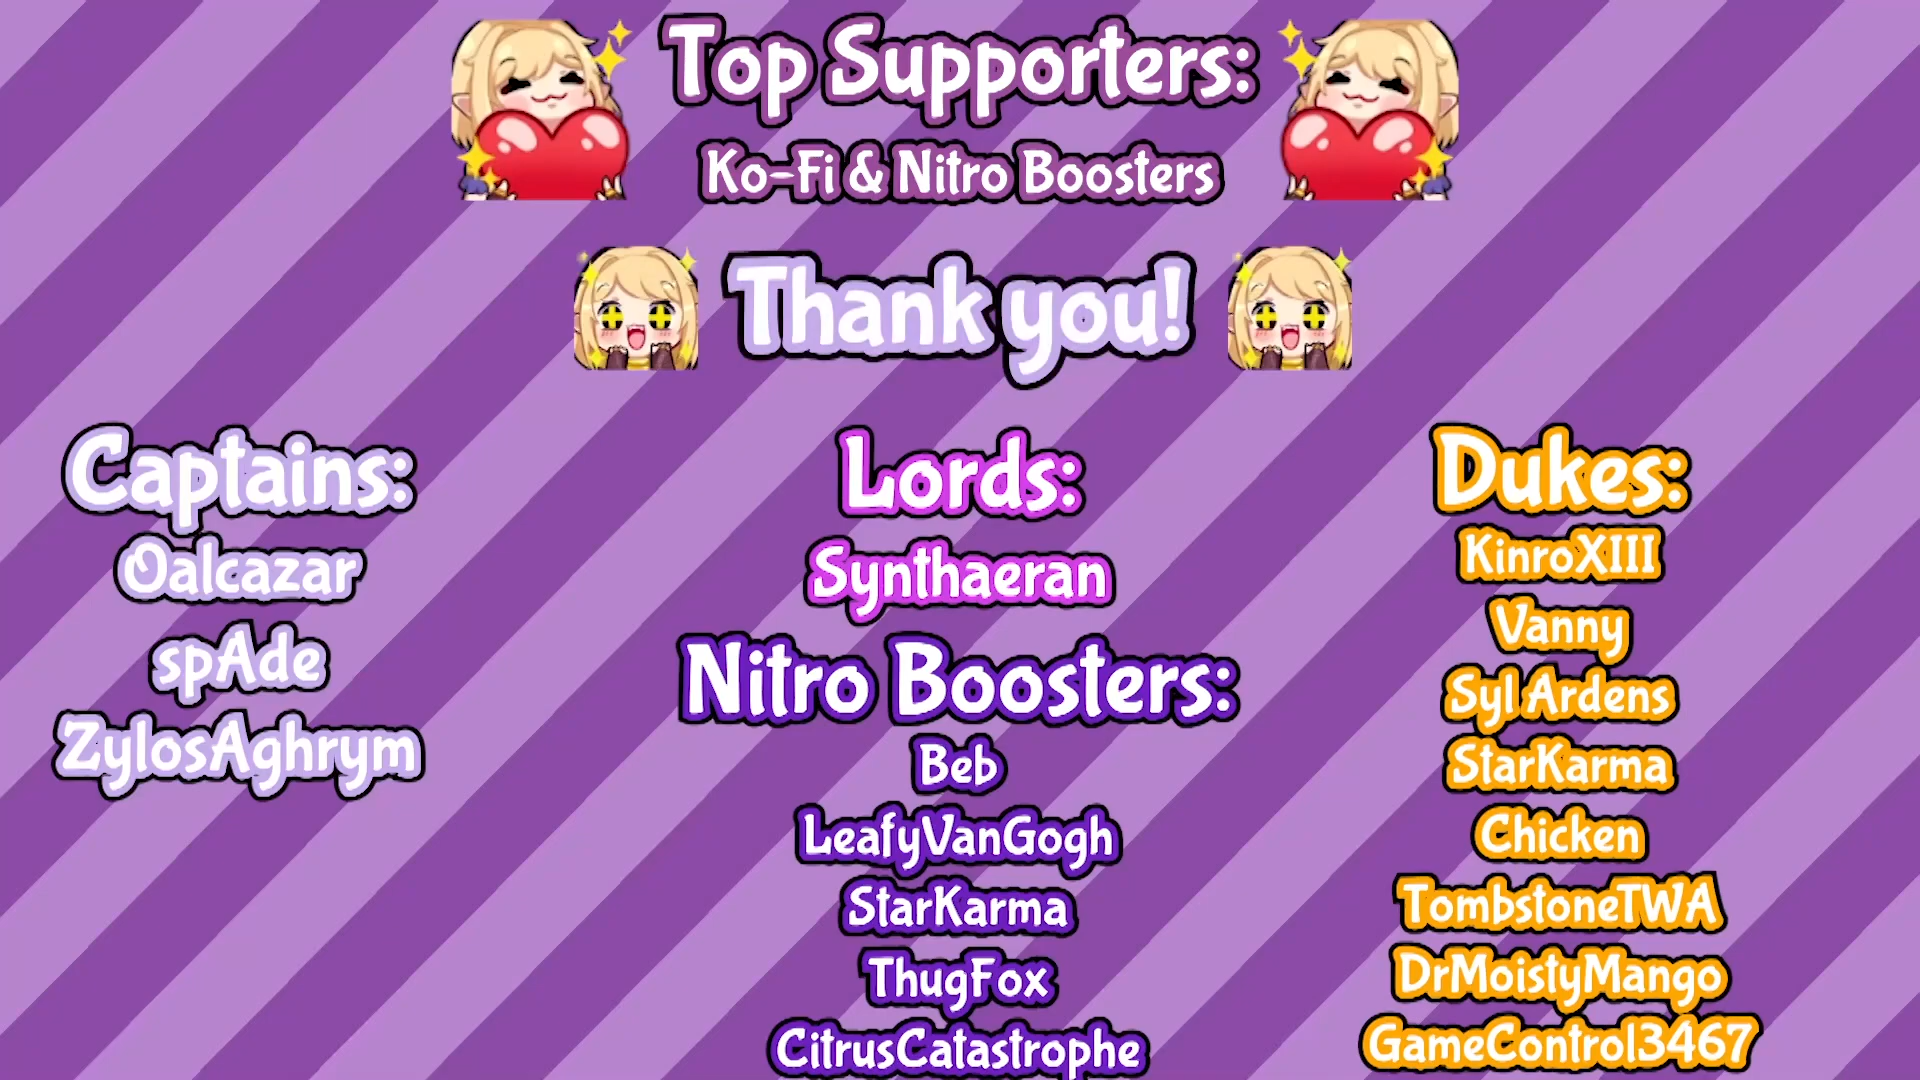 Top Supporters:
Ko-Fi & Nitro Boosters
Thank you!
Captains:
Oalcazar
spAde
ZylosAghrym
Lords:
Synthaeran
Nitro Boosters:
Beb
LeafyVanGogh
StarKarma
ThugFox
CitrusCatastrophe
Dukes:
KinroXIII
Vanny
Syl Ardens
StarKarma
Chicken
TombstoneTWA
DrMoistyMango
GameControl3467